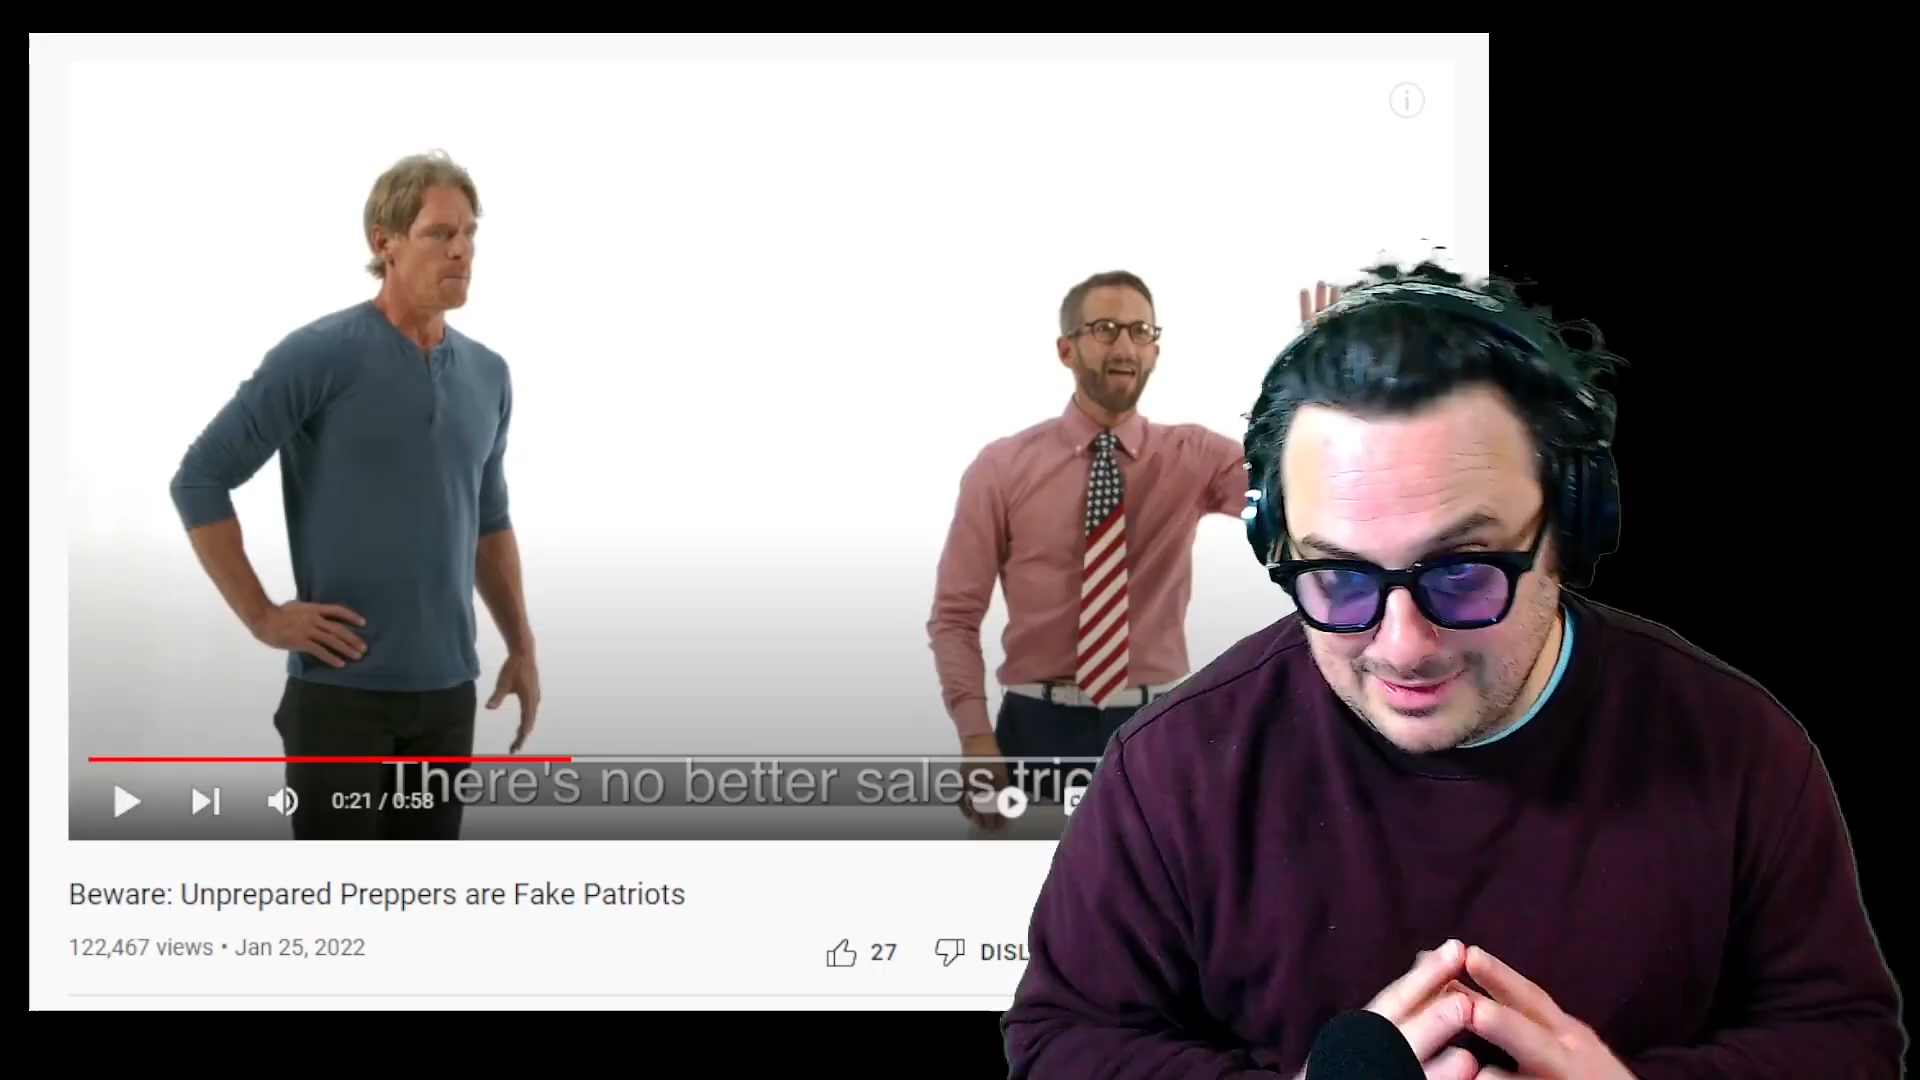 There's no better sales
0:21 / 0:58
Beware: Unprepared Preppers are Fake Patriots
122,467 views • Jan 25, 2022
27